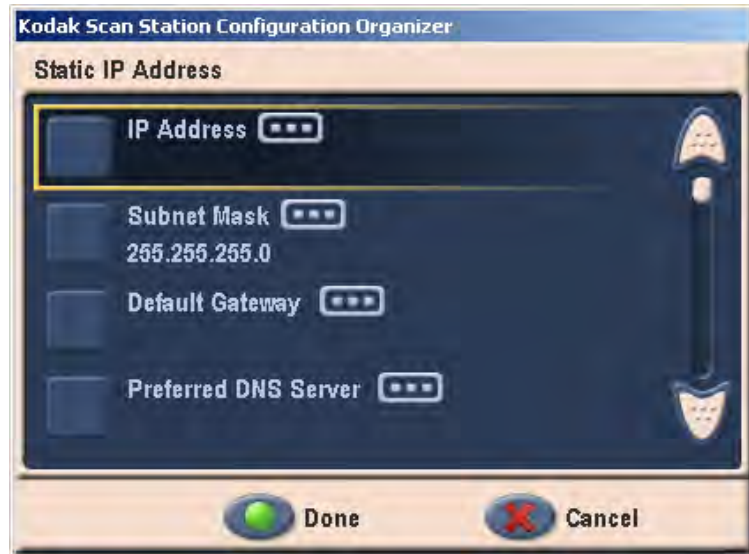 Kodak Scan Station Configuration Organizer
Static IP Address
IP Address
Subnet Mask
255.255.255.0
Default Gateway
Preferred DNS Server
Done
Cancel